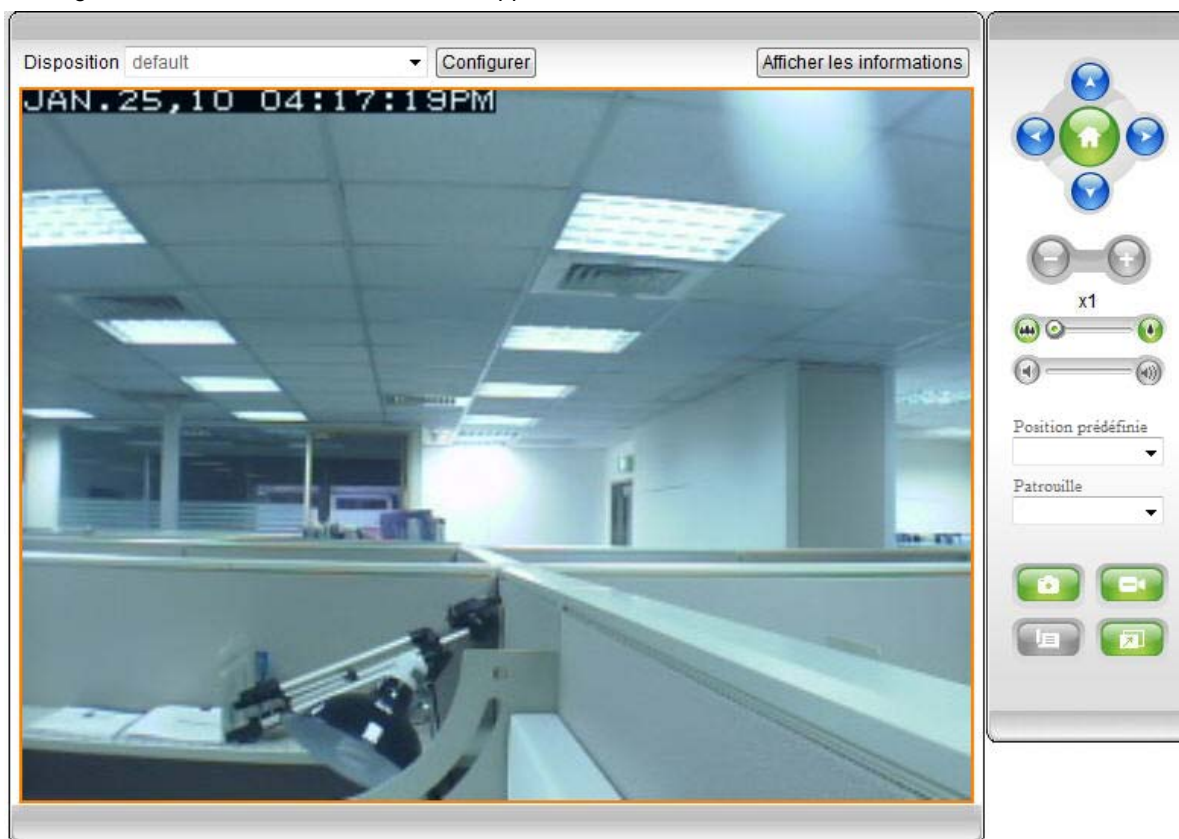 Disposition default Configurer Afficher les informations
JAN.25,10 04:17:19PM
x1
Position prédéfinie
Patrouille